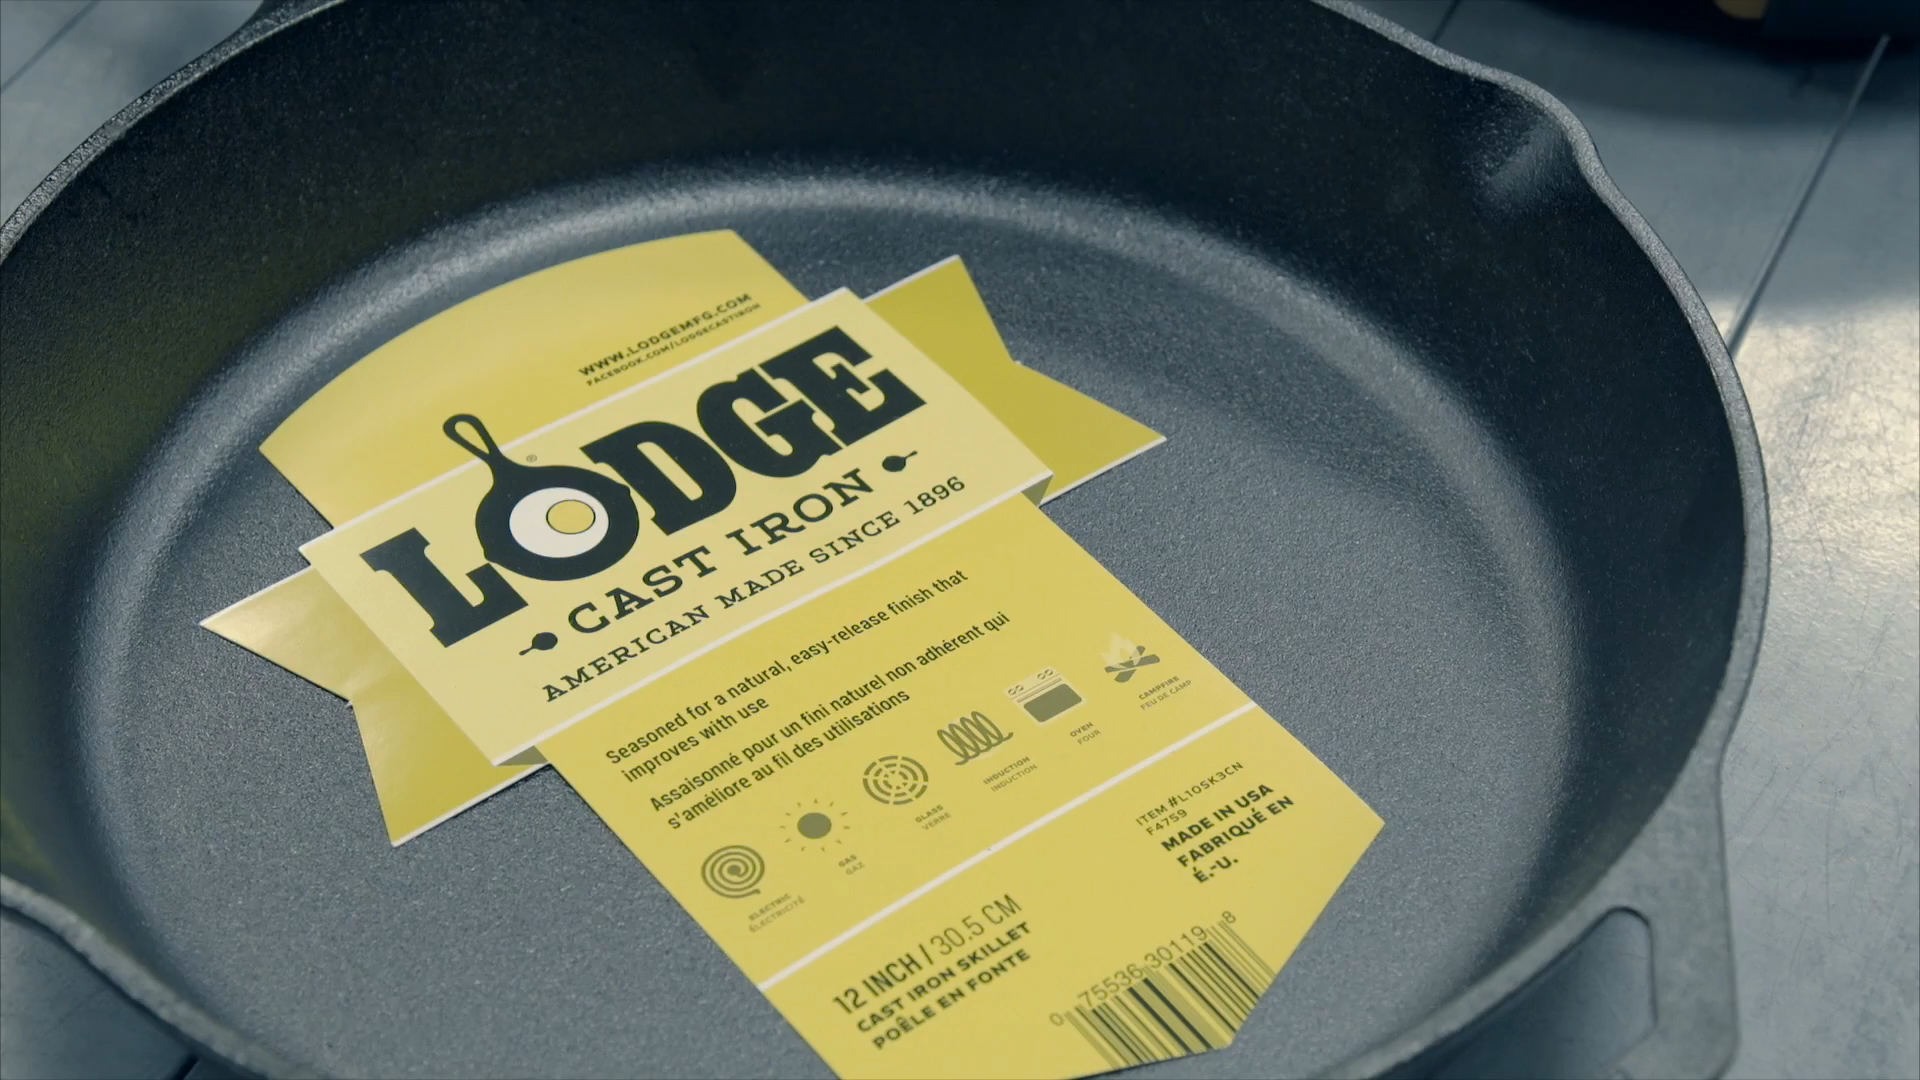 WWW.LODGEMFG.COM
FACEBOOK.COM/LODGECASTIRON
LODGE®
CAST IRON
AMERICAN MADE SINCE 1896
Seasoned for a natural, easy-release finish that
improves with use
Assaisonné pour un fini naturel non adhérent qui
s'améliore au fil des utilisations
ELECTRIC
ÉLECTRICITÉ
GAS
GAZ
GLASS
VERRE
INDUCTION
INDUCTION
OVEN
FOUR
CAMPFIRE
FEU DE CAMP
ITEM #L10SK3CN
F4759
MADE IN USA
FABRIQUÉ EN
É.-U.
12 INCH / 30.5 CM
CAST IRON SKILLET
POÊLE EN FONTE
0 75536 30119 8